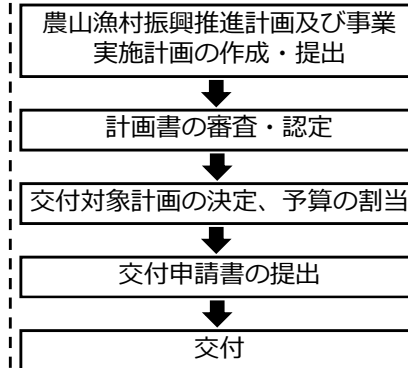 農山漁村振興推進計画及び事業
実施計画の作成・提出
計画書の審査・認定
交付対象計画の決定、予算の割当
交付申請書の提出
交付